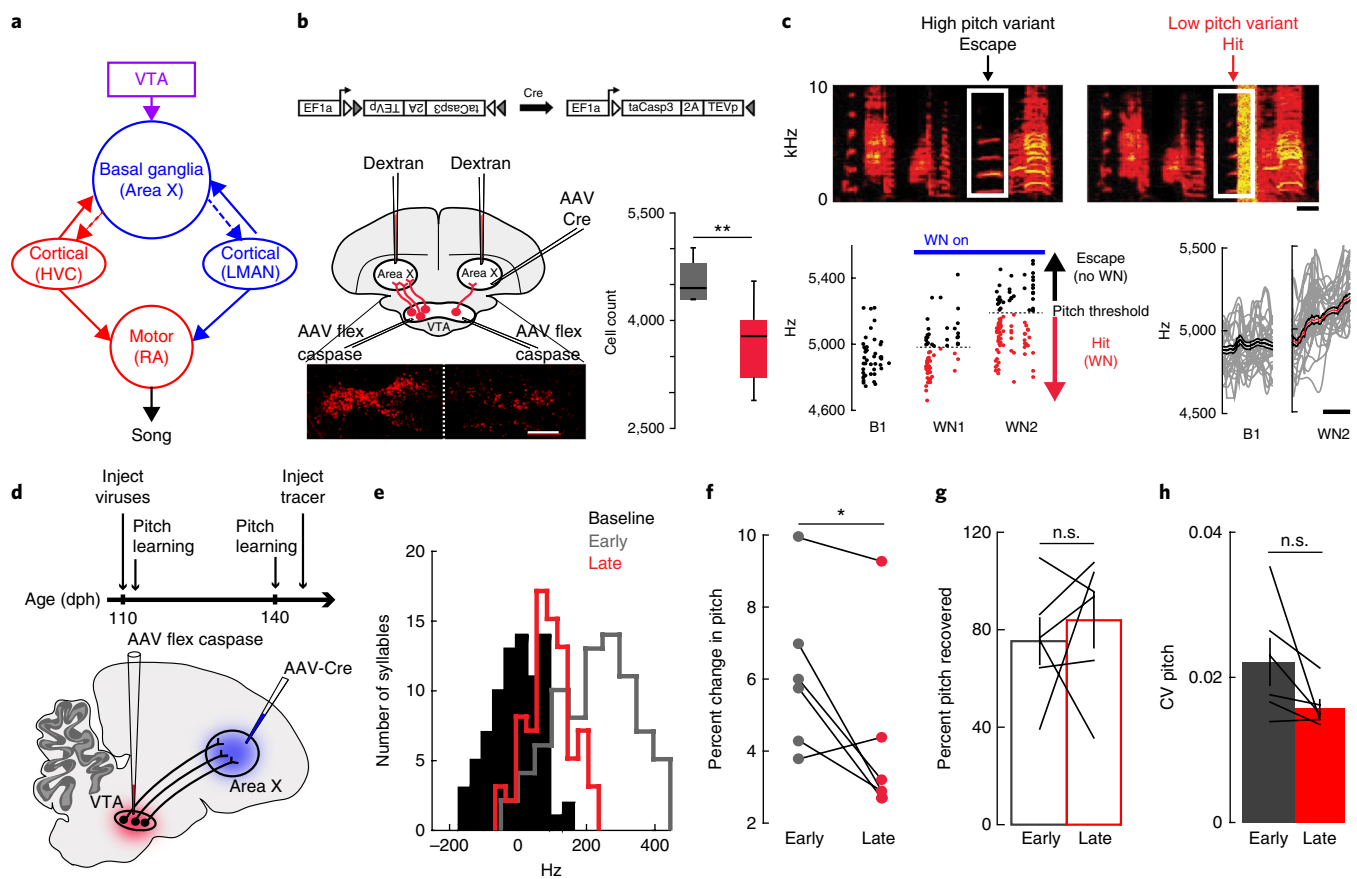 a
VTA
Basal ganglia
(Area X)
Cortical
(HVC)
Cortical
(LMAN)
Motor
(RA)
Song
b
EF1a
TEVp
2A
taCasp3
Cre
EF1a
taCasp3
2A
TEVp
Dextran
Dextran
AAV
Cre
Area X
Area X
VTA
AAV flex
caspase
AAV flex
caspase
5,500
4,000
2,500
Cell count
**
c
High pitch variant
Escape
Low pitch variant
Hit
10
0
kHz
WN on
5,400
5,000
4,600
Hz
B1
WN1
WN2
Escape
(no WN)
Pitch threshold
Hit
(WN)
5,500
5,000
4,500
Hz
B1
WN2
d
Inject
viruses
Inject
tracer
Pitch
learning
Pitch
learning
Age (dph)
110
140
AAV flex caspase
AAV-Cre
VTA
Area X
e
Baseline
Early
Late
20
15
10
5
0
Number of syllables
−200
0
200
400
Hz
f
*
10
8
6
4
2
Percent change in pitch
Early
Late
g
n.s.
120
80
40
0
Percent pitch recovered
Early
Late
h
n.s.
0.04
0.02
0
CV pitch
Early
Late